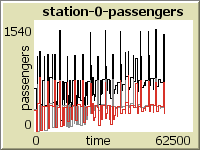 station-0-passengers
1540
passengers
0
0
time
62500